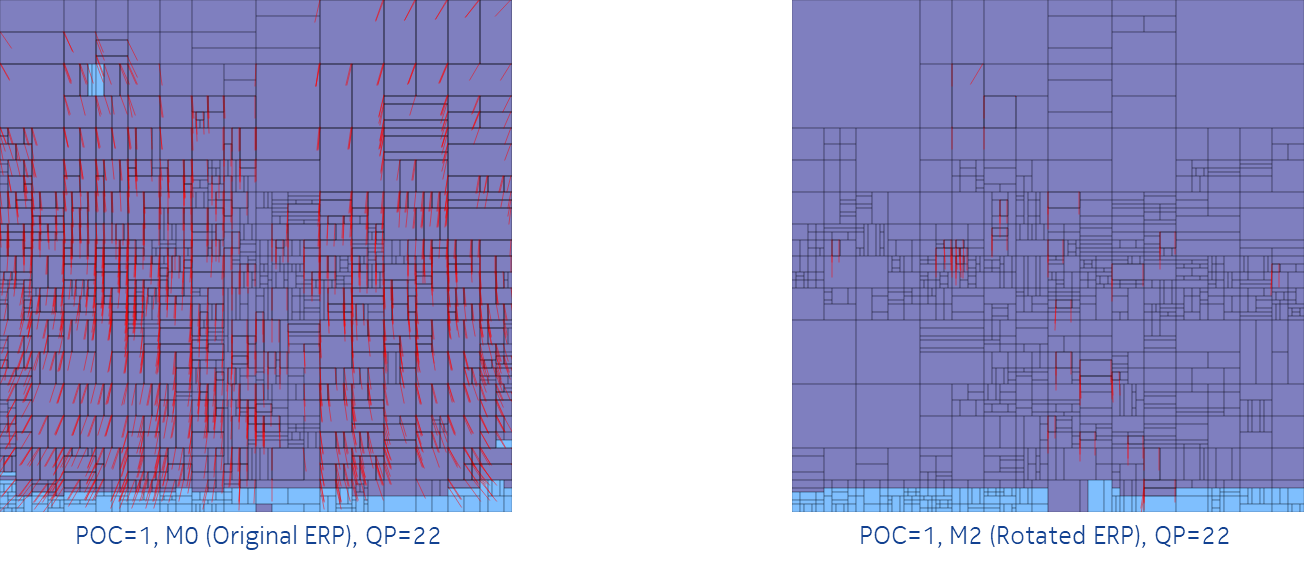 POC=1, M0 (Original ERP), QP=22
POC=1, M2 (Rotated ERP), QP=22